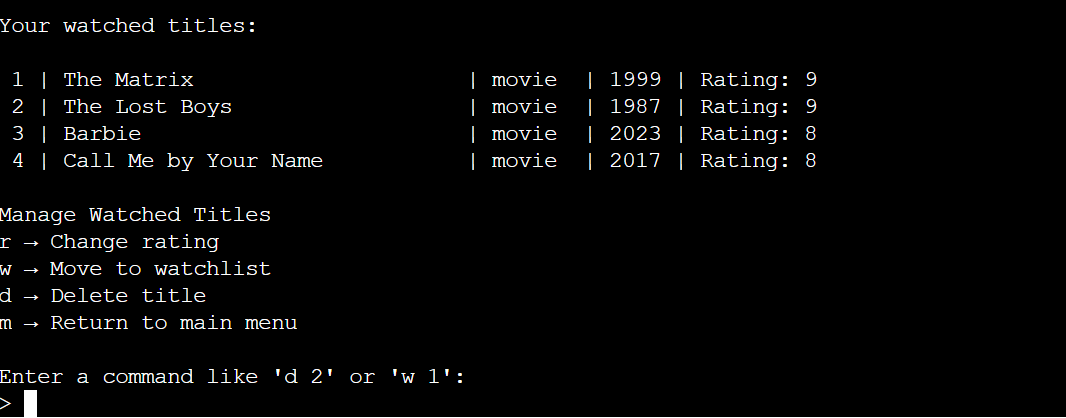 Your watched titles:
1 | The Matrix | movie | 1999 | Rating: 9
2 | The Lost Boys | movie | 1987 | Rating: 9
3 | Barbie | movie | 2023 | Rating: 8
4 | Call Me by Your Name | movie | 2017 | Rating: 8
Manage Watched Titles
r → Change rating
w → Move to watchlist
d → Delete title
m → Return to main menu
Enter a command like 'd 2' or 'w 1':
>